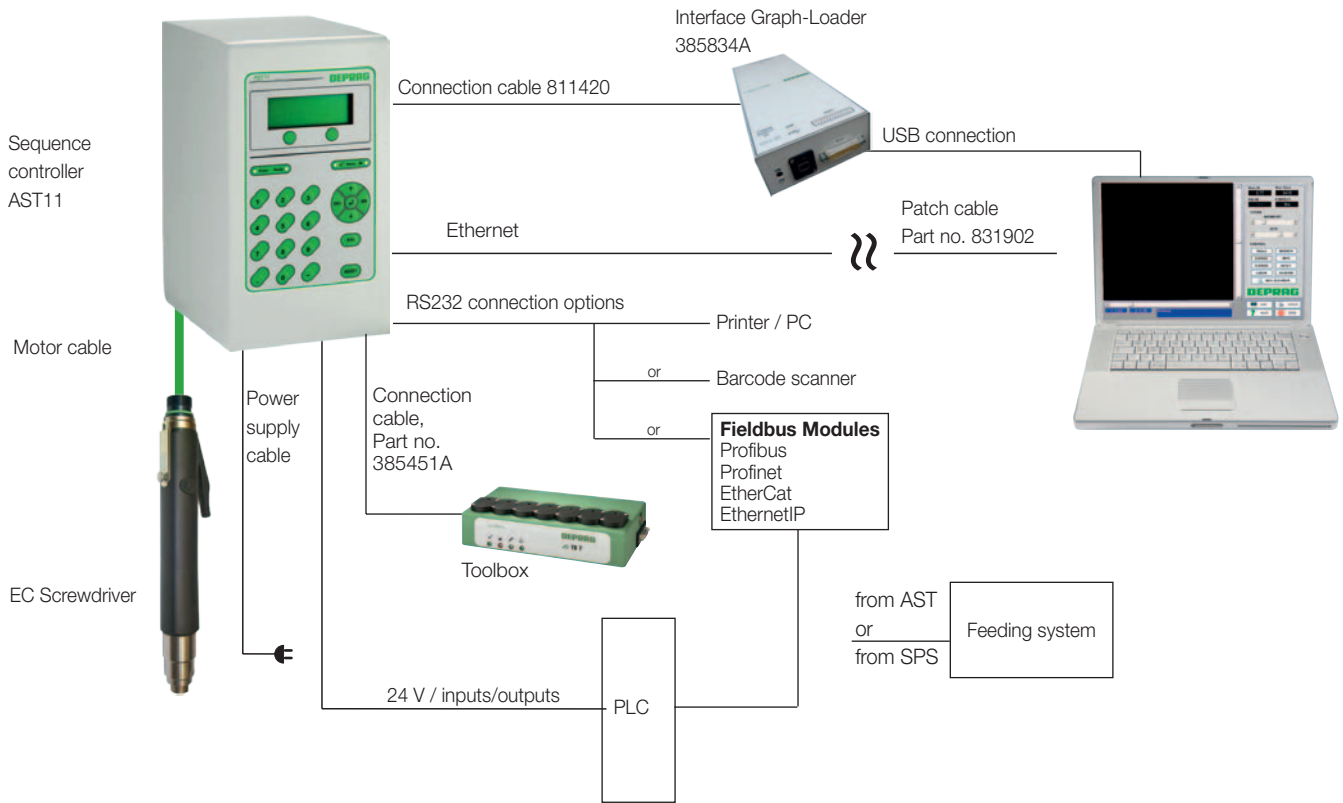 Interface Graph-Loader
385834A
DEPRAG
Connection cable 811420
USB connection
Sequence
controller
AST11
Patch cable
Part no. 831902
Ethernet
DEPRAG
RS232 connection options
Printer / PC
Motor cable
or
Barcode scanner
Power
supply
cable
Connection
cable,
Part no.
385451A
or
Fieldbus Modules
Profibus
Profinet
EtherCat
EthernetIP
DEPRAG
Toolbox
EC Screwdriver
from AST
or
from SPS
Feeding system
24 V / inputs/outputs
PLC